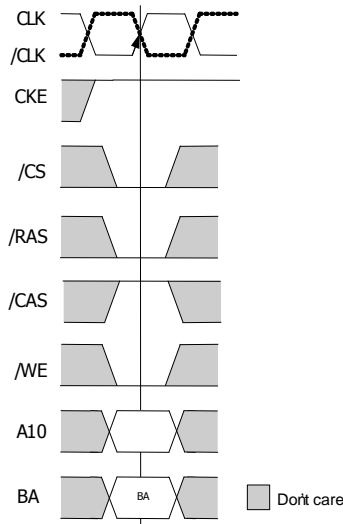 CLK
/CLK
CKE
/CS
/RAS
/CAS
/WE
A10
BA
BA
Don't care